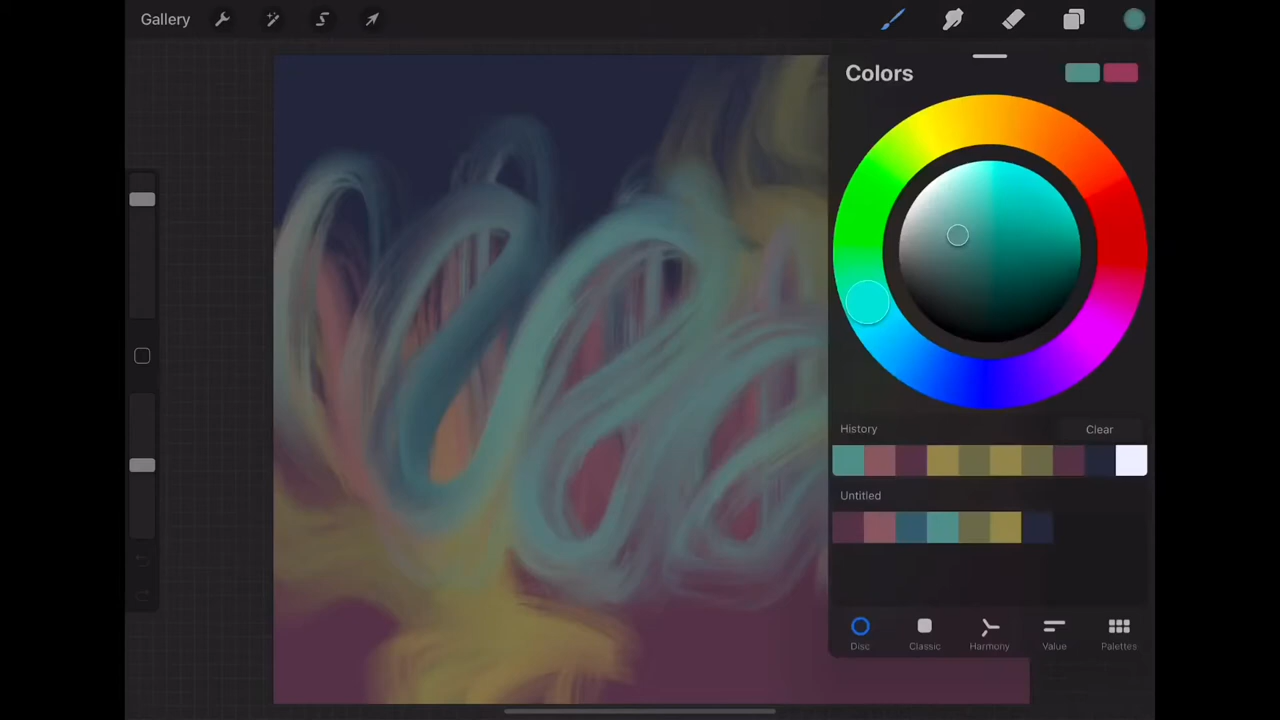 Gallery
Colors
History
Clear
Untitled
Disc
Classic
Harmony
Value
Palettes